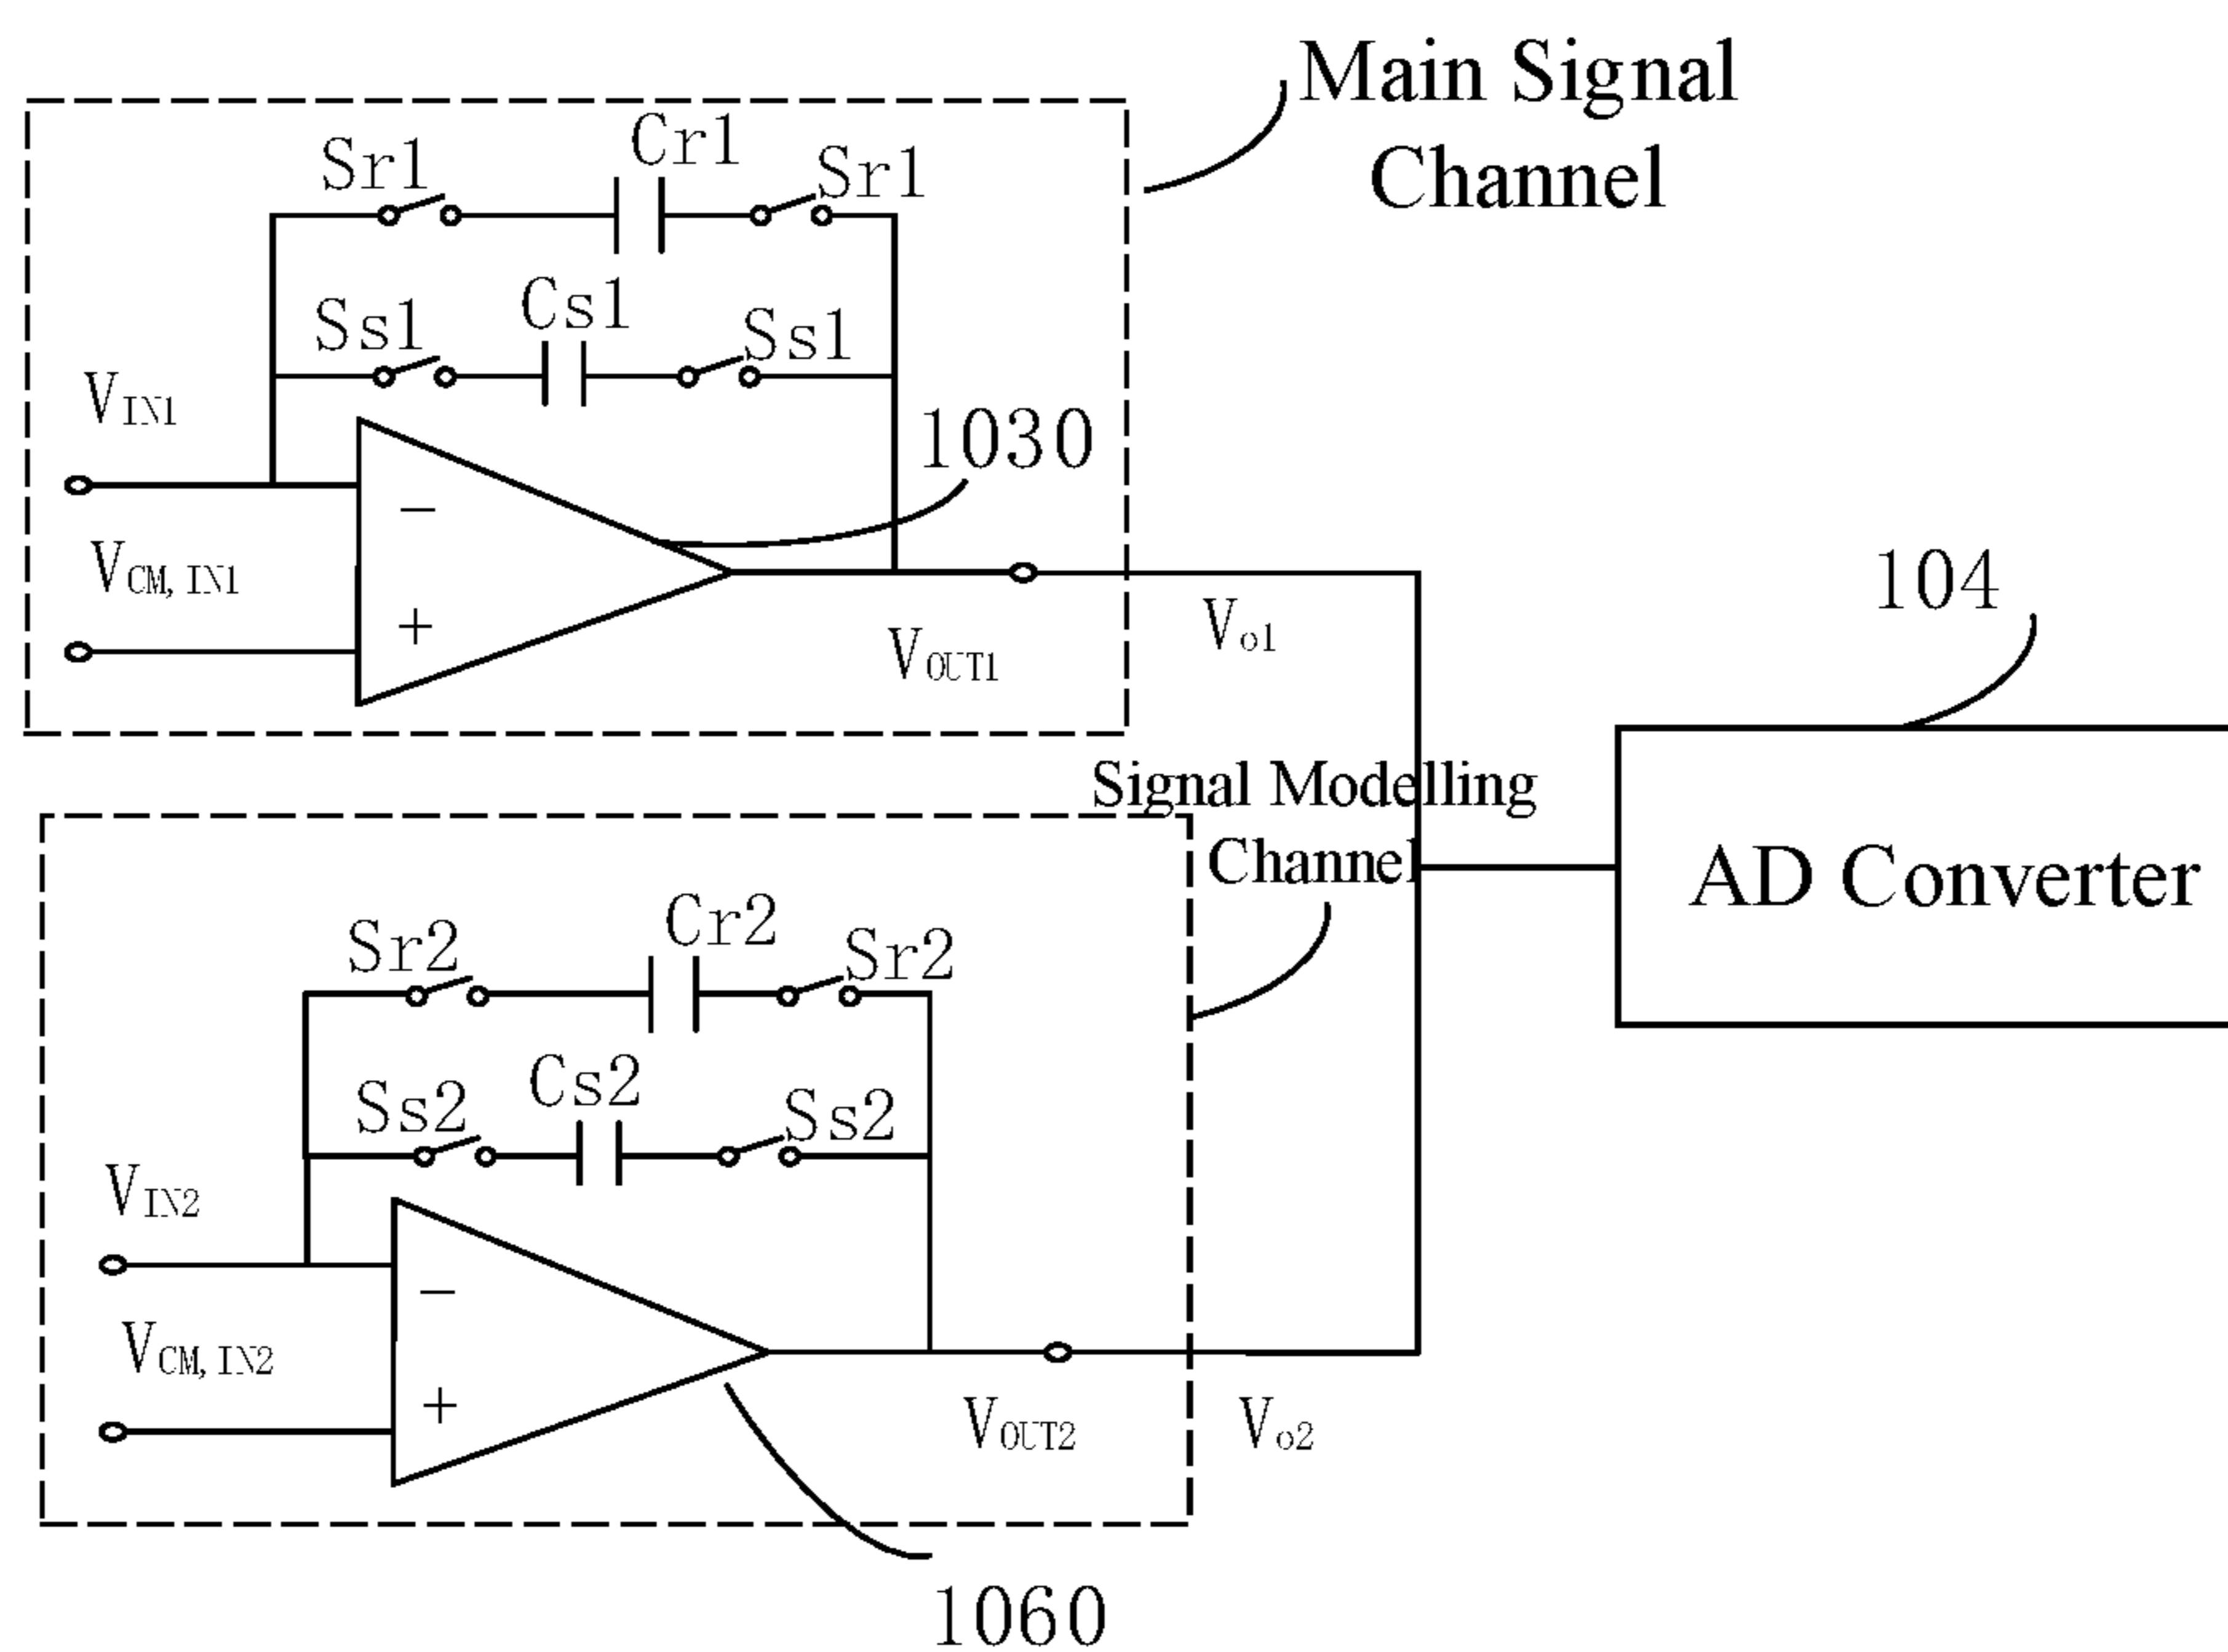 Main Signal
Channel
Sr1
Cr1
Sr1
Ss1
Cs1
Ss1
VIN1
1030
−
VCM, IN1
+
VOUT1
Vo1
104
Signal Modelling
Channel
AD Converter
Sr2
Cr2
Sr2
Ss2
Cs2
Ss2
VIN2
−
VCM, IN2
+
VOUT2
Vo2
1060